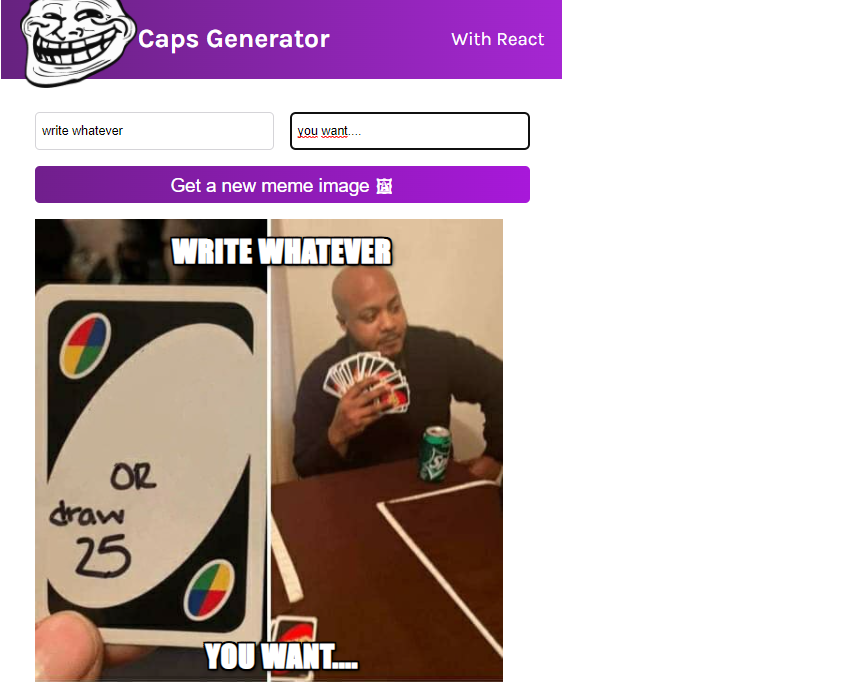 Caps Generator
With React
write whatever
you want....
Get a new meme image 🖼
WRITE WHATEVER
OR
draw
25
YOU WANT....